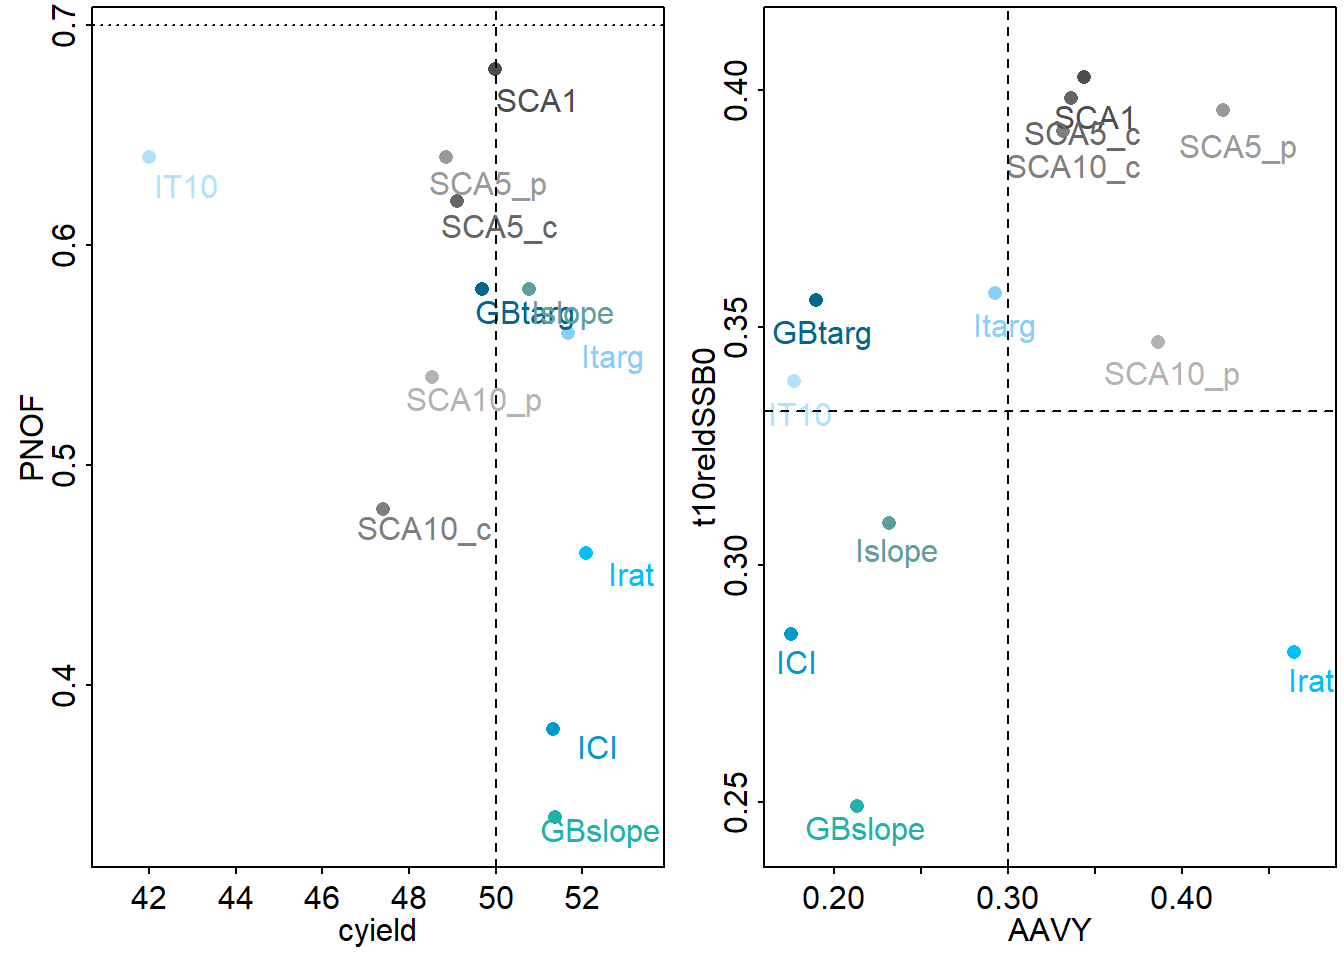 PNOF
0.7
0.6
0.5
0.4
SCA1
IT10
SCA5_p
SCA5_c
GBtarg
Islope
Itarg
SCA10_p
SCA10_c
Irat
ICI
GBslope
42 44 46 48 50 52
cyield
t10reldSSB0
0.40
0.35
0.30
0.25
SCA1
SCA5_c
SCA5_p
SCA10_c
Itarg
GBtarg
SCA10_p
IT10
Islope
ICI
Irat
GBslope
0.20 0.30 0.40
AAVY